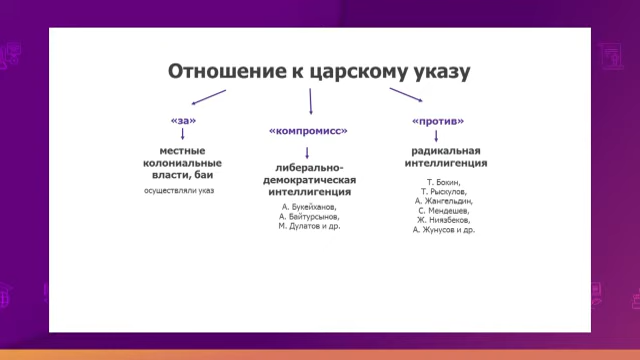 Отношение к царскому указу
«за»
местные
колониальные
власти, баи
осуществляли указ
«компромисс»
либерально-
демократическая
интеллигенция
А. Букейханов,
А. Байтурсынов,
М. Дулатов и др.
«против»
радикальная
интеллигенция
Т. Бокин,
Т. Рыскулов,
А. Жангельдин,
С. Мендешев,
Ж. Ниязбеков,
А. Жунусов и др.